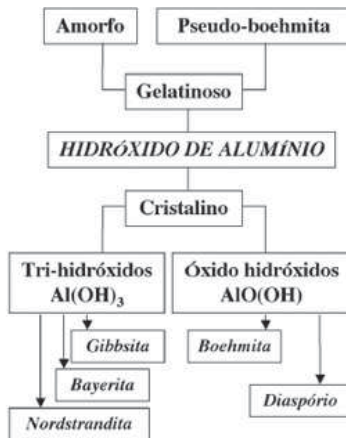 Amorfo
Pseudo-boehmita
Gelatinoso
HIDRÓXIDO DE ALUMÍNIO
Cristalino
Tri-hidróxidos
Al(OH)₃
Óxido hidróxidos
AlO(OH)
Gibbsita
Boehmita
Bayerita
Diaspório
Nordstrandita